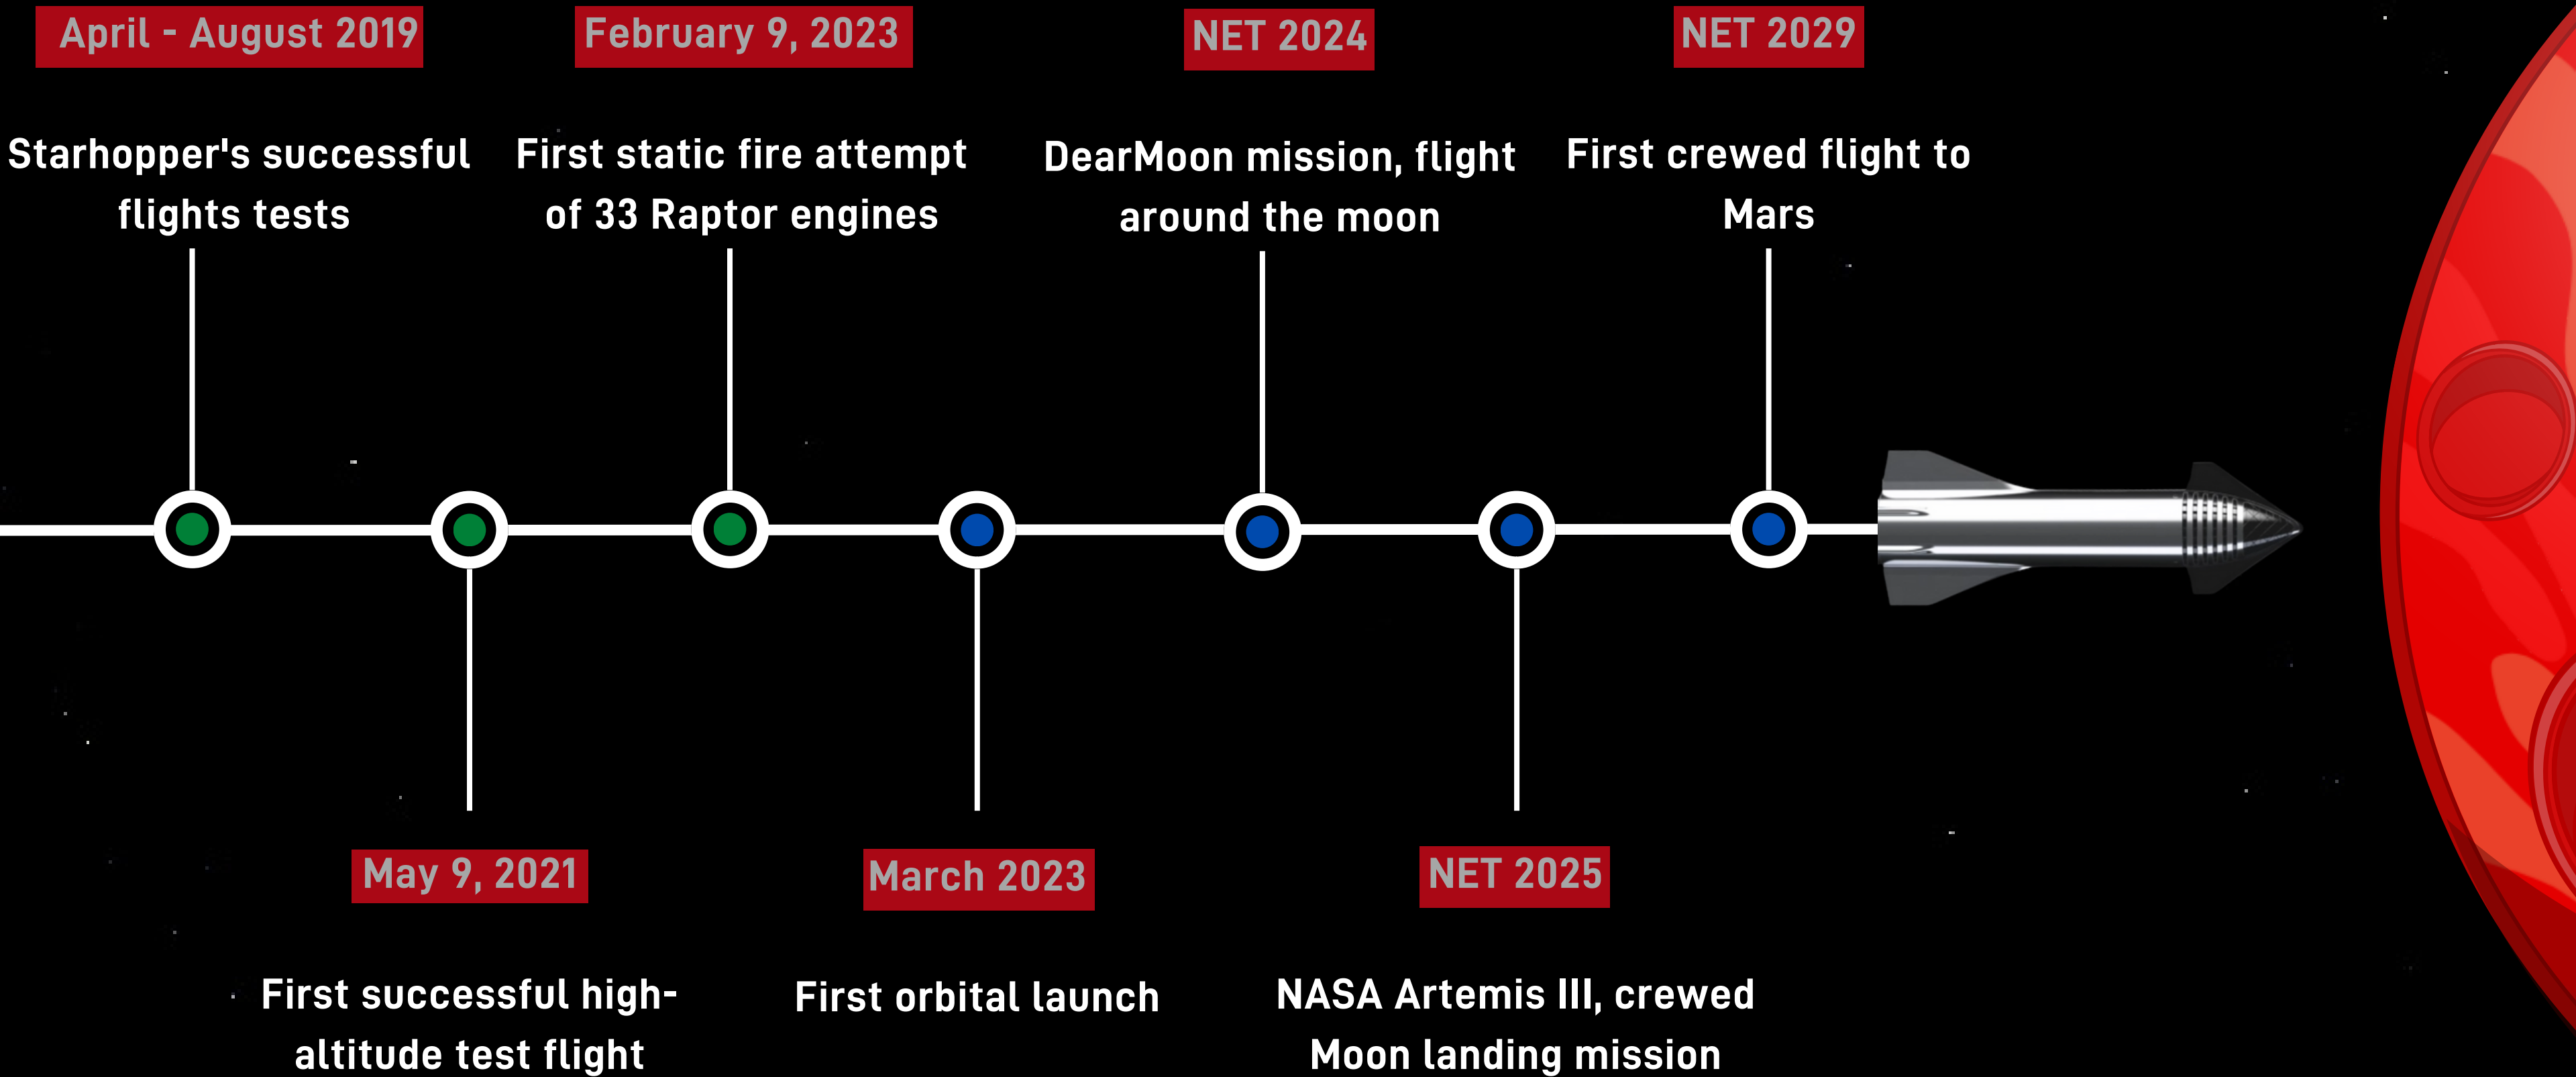 April - August 2019
Starhopper's successful
flights tests
May 9, 2021
First successful high-
altitude test flight
February 9, 2023
First static fire attempt
of 33 Raptor engines
March 2023
First orbital launch
NET 2024
DearMoon mission, flight
around the moon
NET 2025
NASA Artemis III, crewed
Moon landing mission
NET 2029
First crewed flight to
Mars